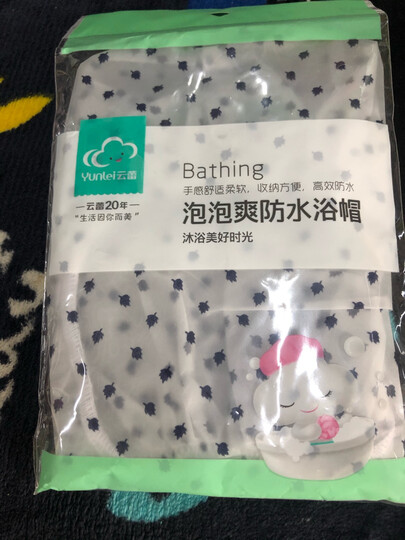 Yunlei云蕾
云蕾20年
“生活因你而美”
Bathing
手感舒适柔软，收纳方便，高效防水
泡泡爽防水浴帽
沐浴美好时光